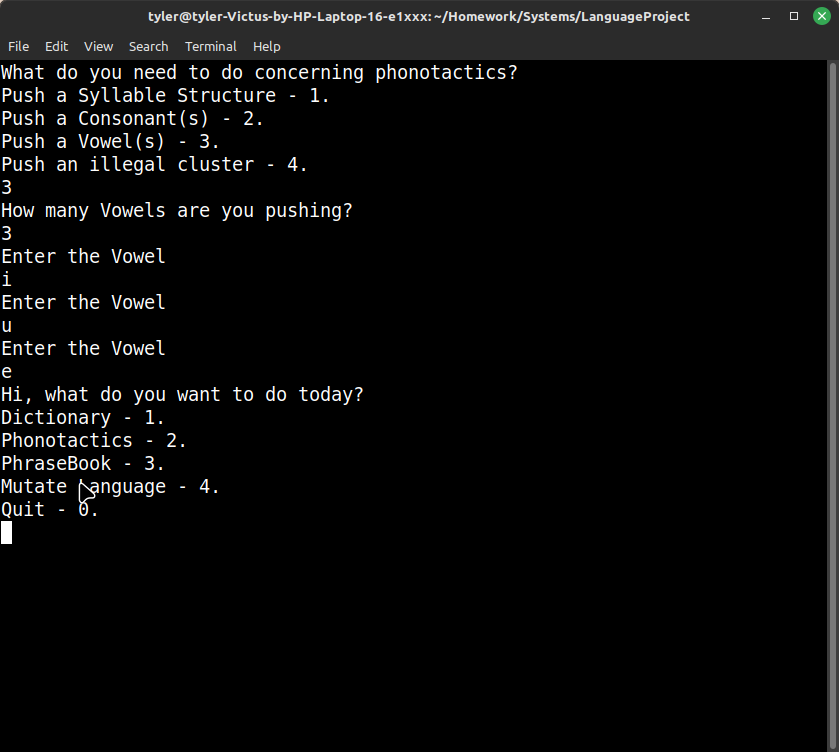 tyler@tyler-Victus-by-HP-Laptop-16-e1xxx: ~/Homework/Systems/LanguageProject
File Edit View Search Terminal Help
What do you need to do concerning phonotactics?
Push a Syllable Structure - 1.
Push a Consonant(s) - 2.
Push a Vowel(s) - 3.
Push an illegal cluster - 4.
3
How many Vowels are you pushing?
3
Enter the Vowel
i
Enter the Vowel
u
Enter the Vowel
e
Hi, what do you want to do today?
Dictionary - 1.
Phonotactics - 2.
PhraseBook - 3.
Mutate Language - 4.
Quit - 0.